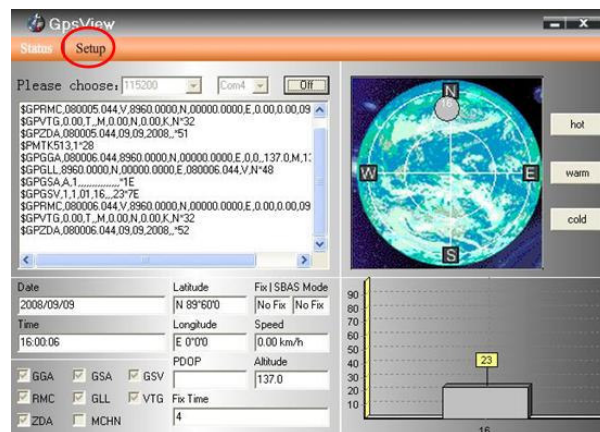 GpsView
Status Setup
Please choose: 115200 Com4 Off
$GPRMC,080005.044,V,8960.0000,N,00000.0000,E,0.00,0.00,09
$GPVTG,0.00,T,,M,0.00,N,0.00,K,N*32
$GPZDA,080005.044,09,09,2008,,*51
$PMTK513,1*28
$GPGGA,080006.044,8960.0000,N,00000.0000,E,0,0,,137.0,M,1
$GPGLL,8960.0000,N,00000.0000,E,080006.044,V,N*48
$GPGSA,A,1,,,,,,,,,,,,,,,*1E
$GPGSV,1,1,01,16,,,23*7E
$GPRMC,080006.044,V,8960.0000,N,00000.0000,E,0.00,0.00,09
$GPVTG,0.00,T,,M,0.00,N,0.00,K,N*32
$GPZDA,080006.044,09,09,2008,,*52
N
16
W
E
S
hot
warm
cold
Date Latitude Fix | SBAS Mode
2008/09/09 N 89°60'0 No Fix No Fix
Time Longitude Speed
16:00:06 E 0°0'0 0.00 km/h
PDOP Altitude
137.0
GGA GSA GSV
RMC GLL VTG Fix Time
ZDA MCHN 4
90
80
70
60
50
40
30
20
10
23
16